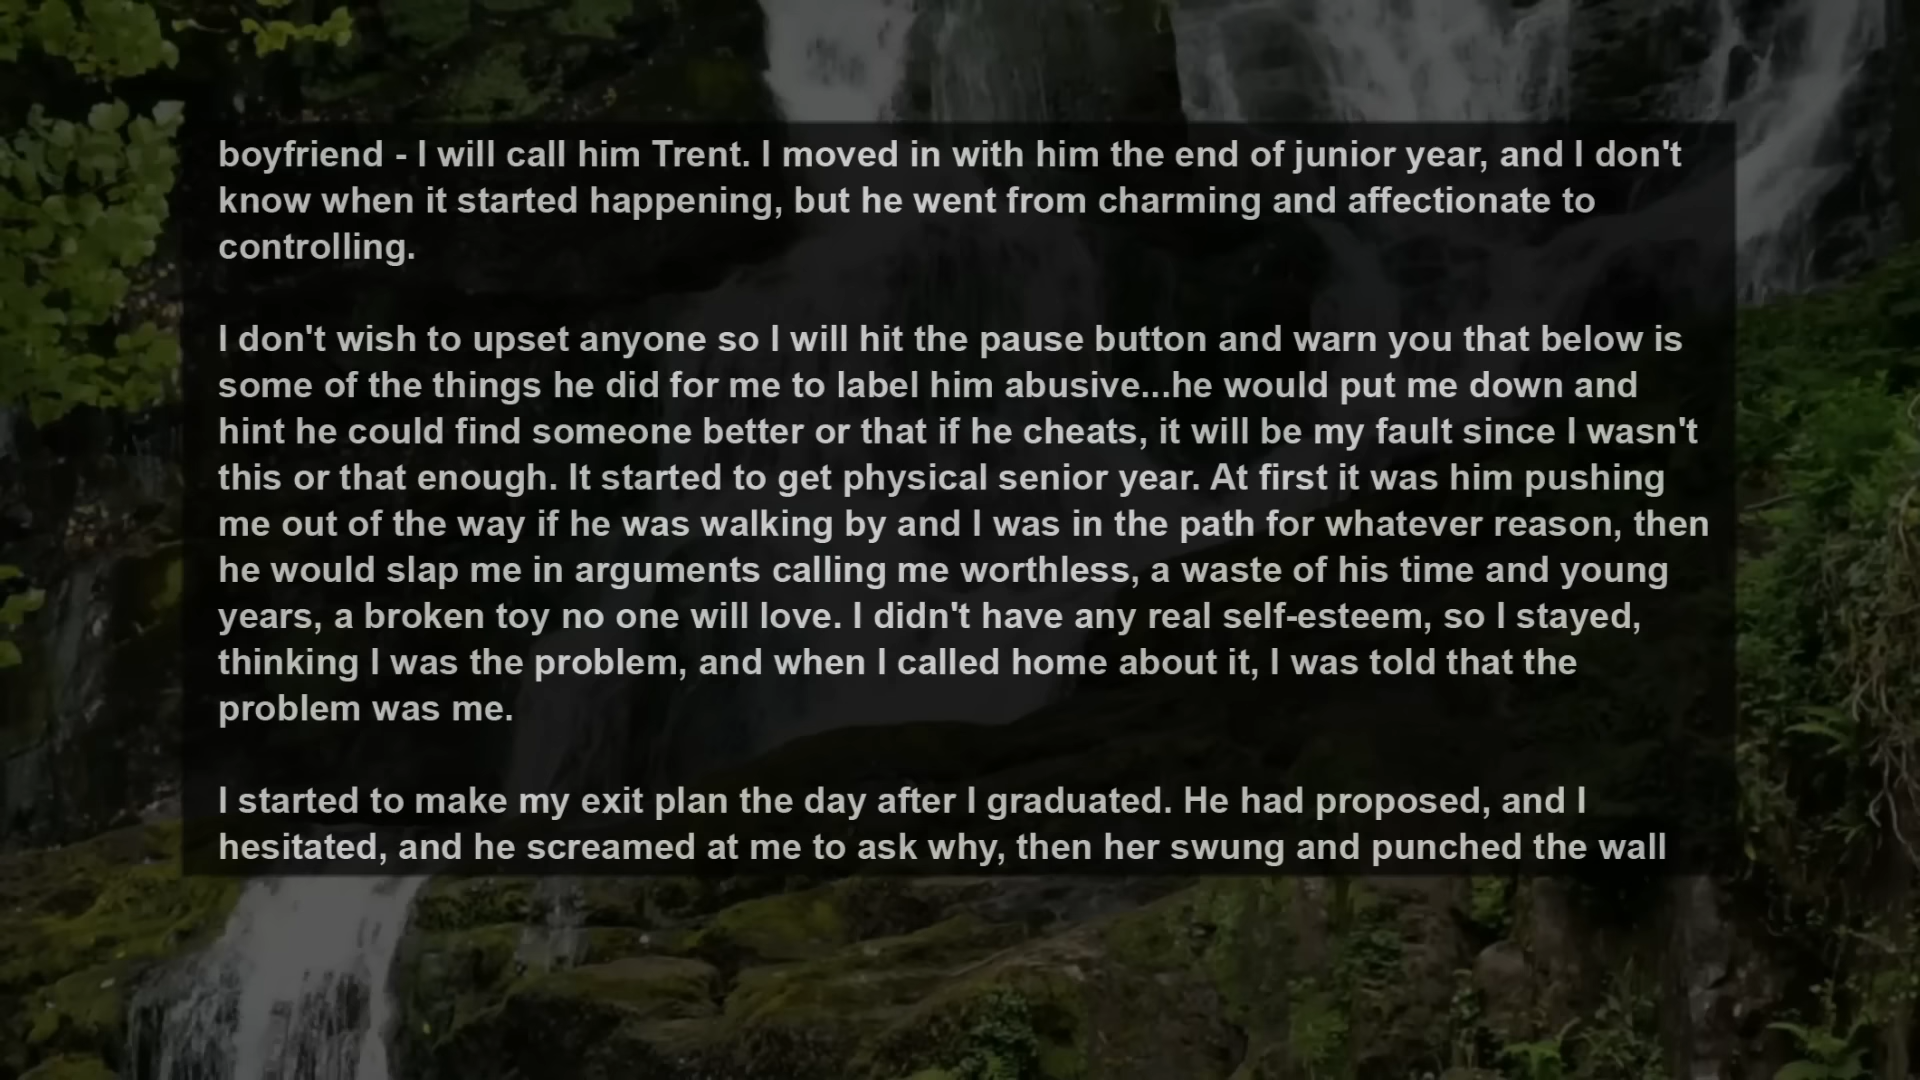 boyfriend - I will call him Trent. I moved in with him the end of junior year, and I don't
know when it started happening, but he went from charming and affectionate to
controlling.
I don't wish to upset anyone so I will hit the pause button and warn you that below is
some of the things he did for me to label him abusive...he would put me down and
hint he could find someone better or that if he cheats, it will be my fault since I wasn't
this or that enough. It started to get physical senior year. At first it was him pushing
me out of the way if he was walking by and I was in the path for whatever reason, then
he would slap me in arguments calling me worthless, a waste of his time and young
years, a broken toy no one will love. I didn't have any real self-esteem, so I stayed,
thinking I was the problem, and when I called home about it, I was told that the
problem was me.
I started to make my exit plan the day after I graduated. He had proposed, and I
hesitated, and he screamed at me to ask why, then her swung and punched the wall